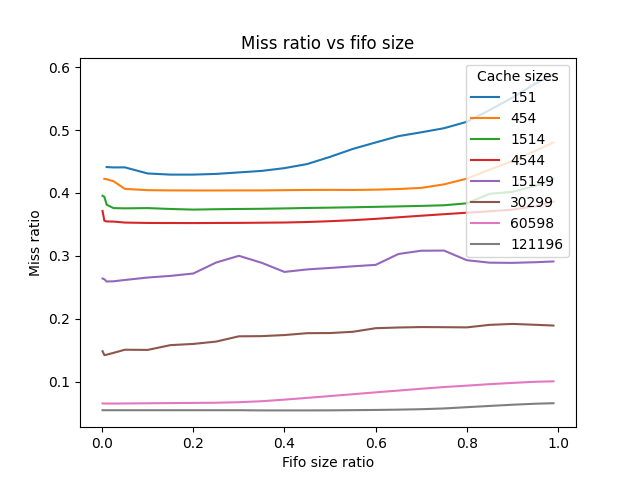 Miss ratio vs fifo size
0.6
0.5
0.4
0.3
0.2
0.1
Miss ratio
Cache sizes
151
454
1514
4544
15149
30299
60598
121196
0.0 0.2 0.4 0.6 0.8 1.0
Fifo size ratio